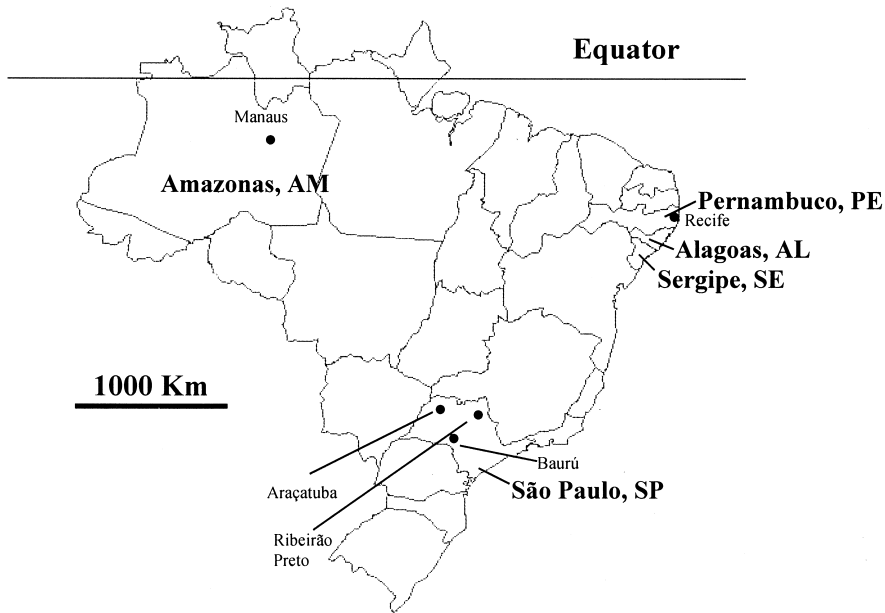 Equator
Manaus
Amazonas, AM
Pernambuco, PE
Recife
Alagoas, AL
Sergipe, SE
1000 Km
Baurú
Araçatuba
São Paulo, SP
Ribeirão
Preto